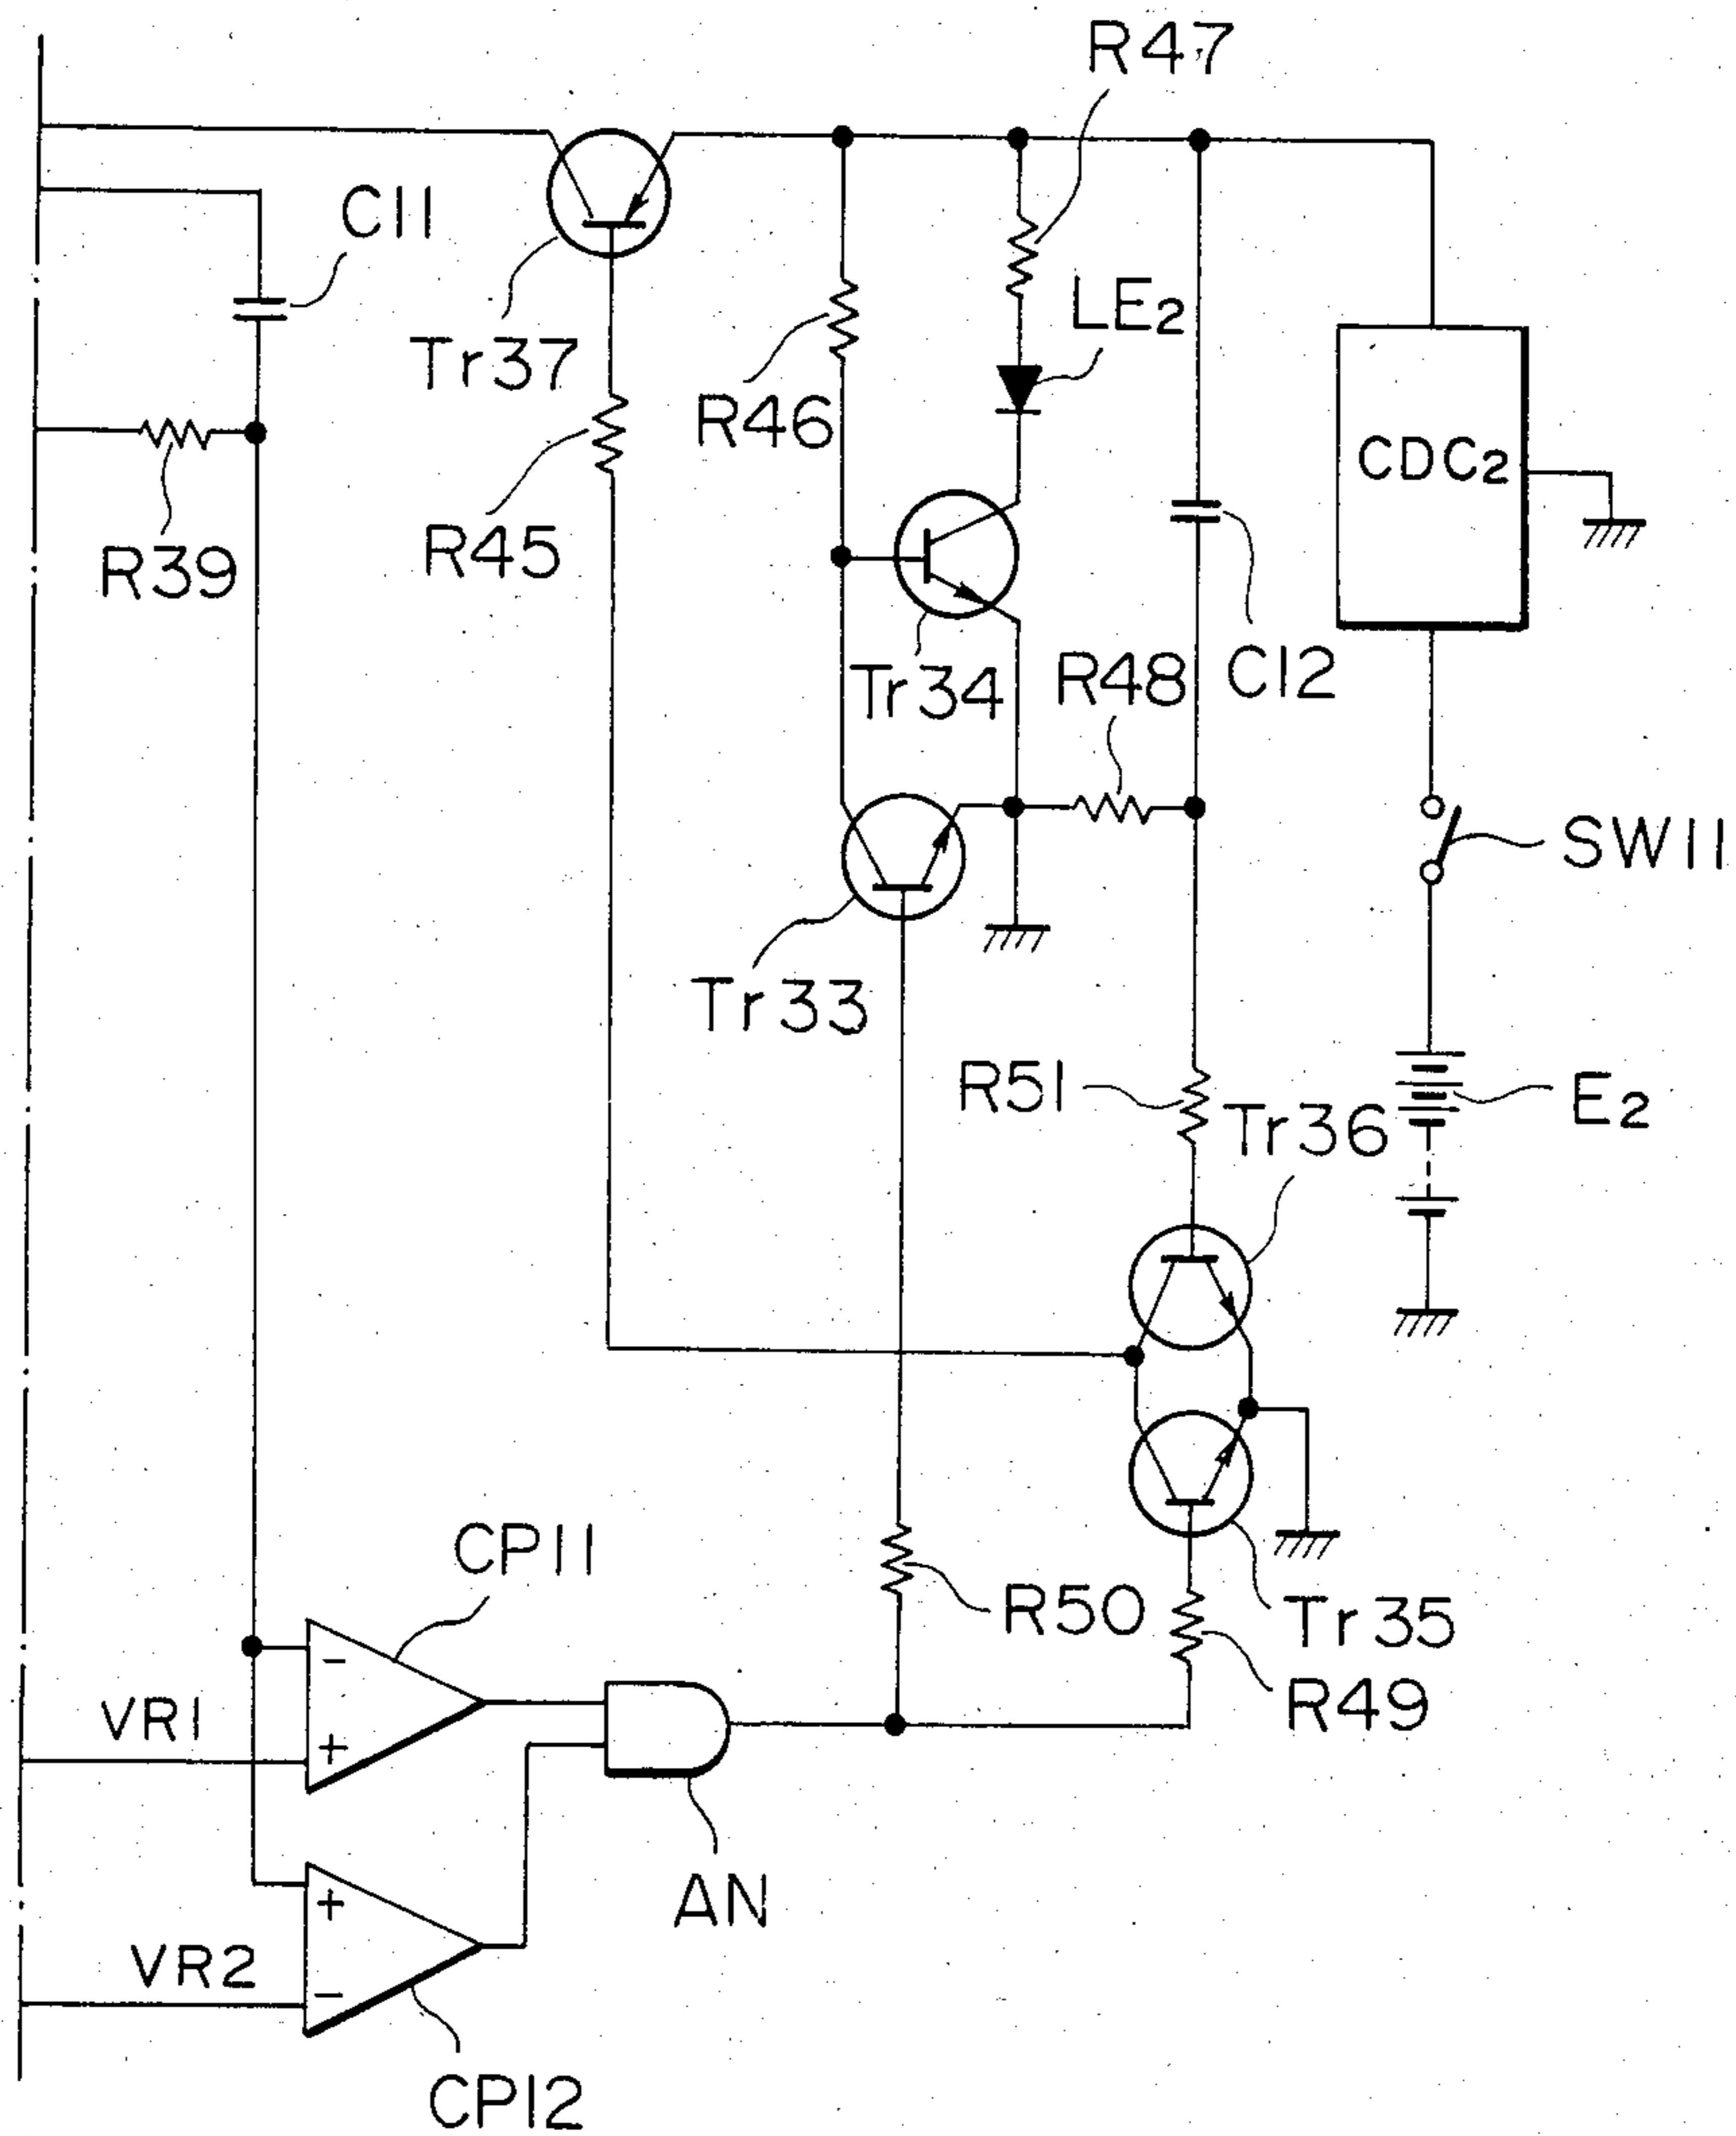 R47
C11
LE2
Tr37
R46
CDC2
R45
R39
Tr34
R48
C12
SW11
Tr33
R51
Tr36
E2
CP11
R50
Tr35
R49
VR1
-
+
AN
+
VR2
-
CP12